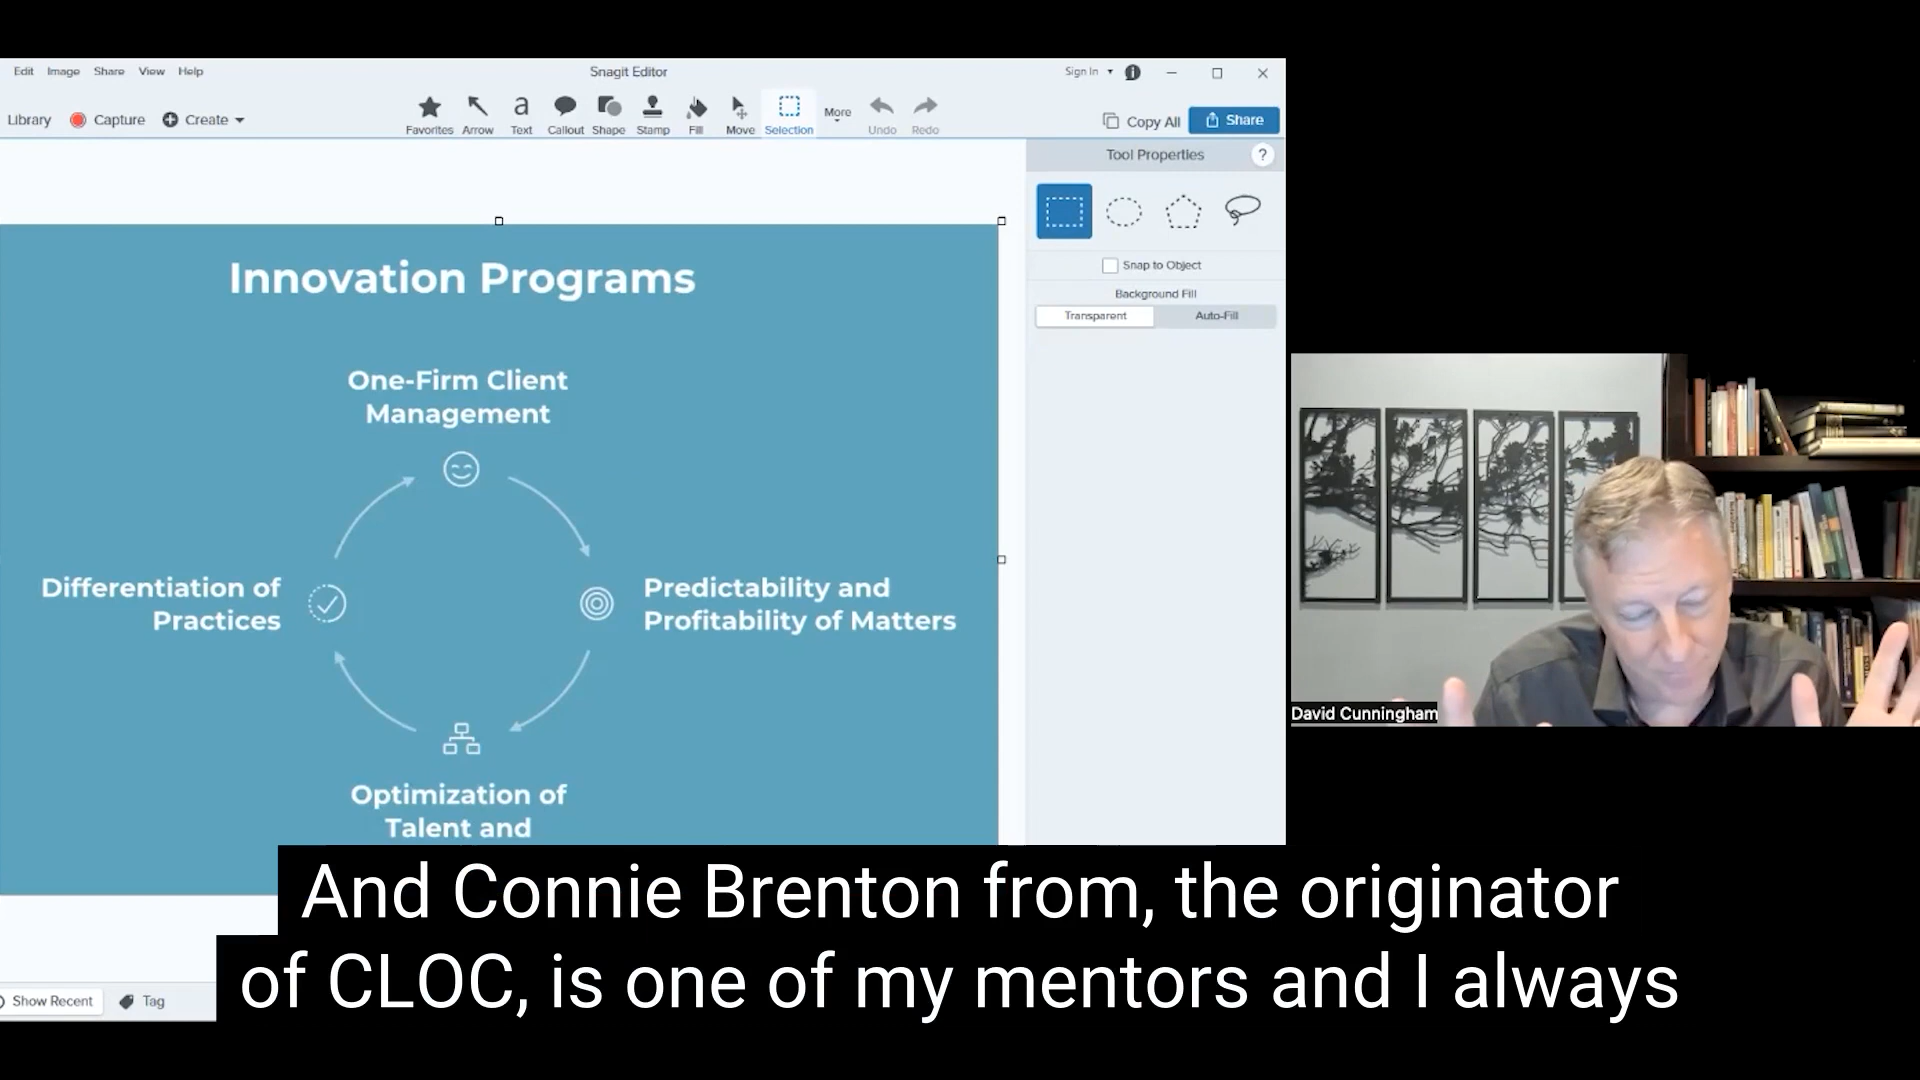 Edit Image Share View Help
Snagit Editor
Sign In
Library Capture Create
Favorites Arrow Text Callout Shape Stamp Fill Move Selection More Undo Redo
Copy All Share
Tool Properties ?
Snap to Object
Background Fill
Transparent Auto-Fill
Innovation Programs
One-Firm Client
Management
Differentiation of
Practices
Predictability and
Profitability of Matters
Optimization of
Talent and
David Cunningham
And Connie Brenton from, the originator
of CLOC, is one of my mentors and I always
Show Recent Tag